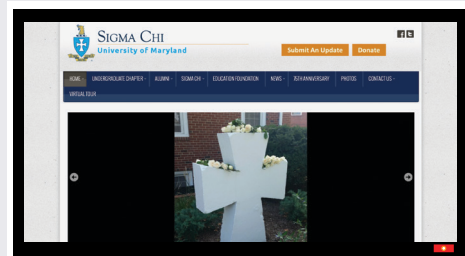 SIGMA CHI
University of Maryland
Submit An Update
Donate
HOME
UNDERGRADUATE CHAPTER
ALUMNI
SIGMA CHI
EDUCATION FOUNDATION
NEWS
75TH ANNIVERSARY
PHOTOS
CONTACT US
VIRTUAL TOUR